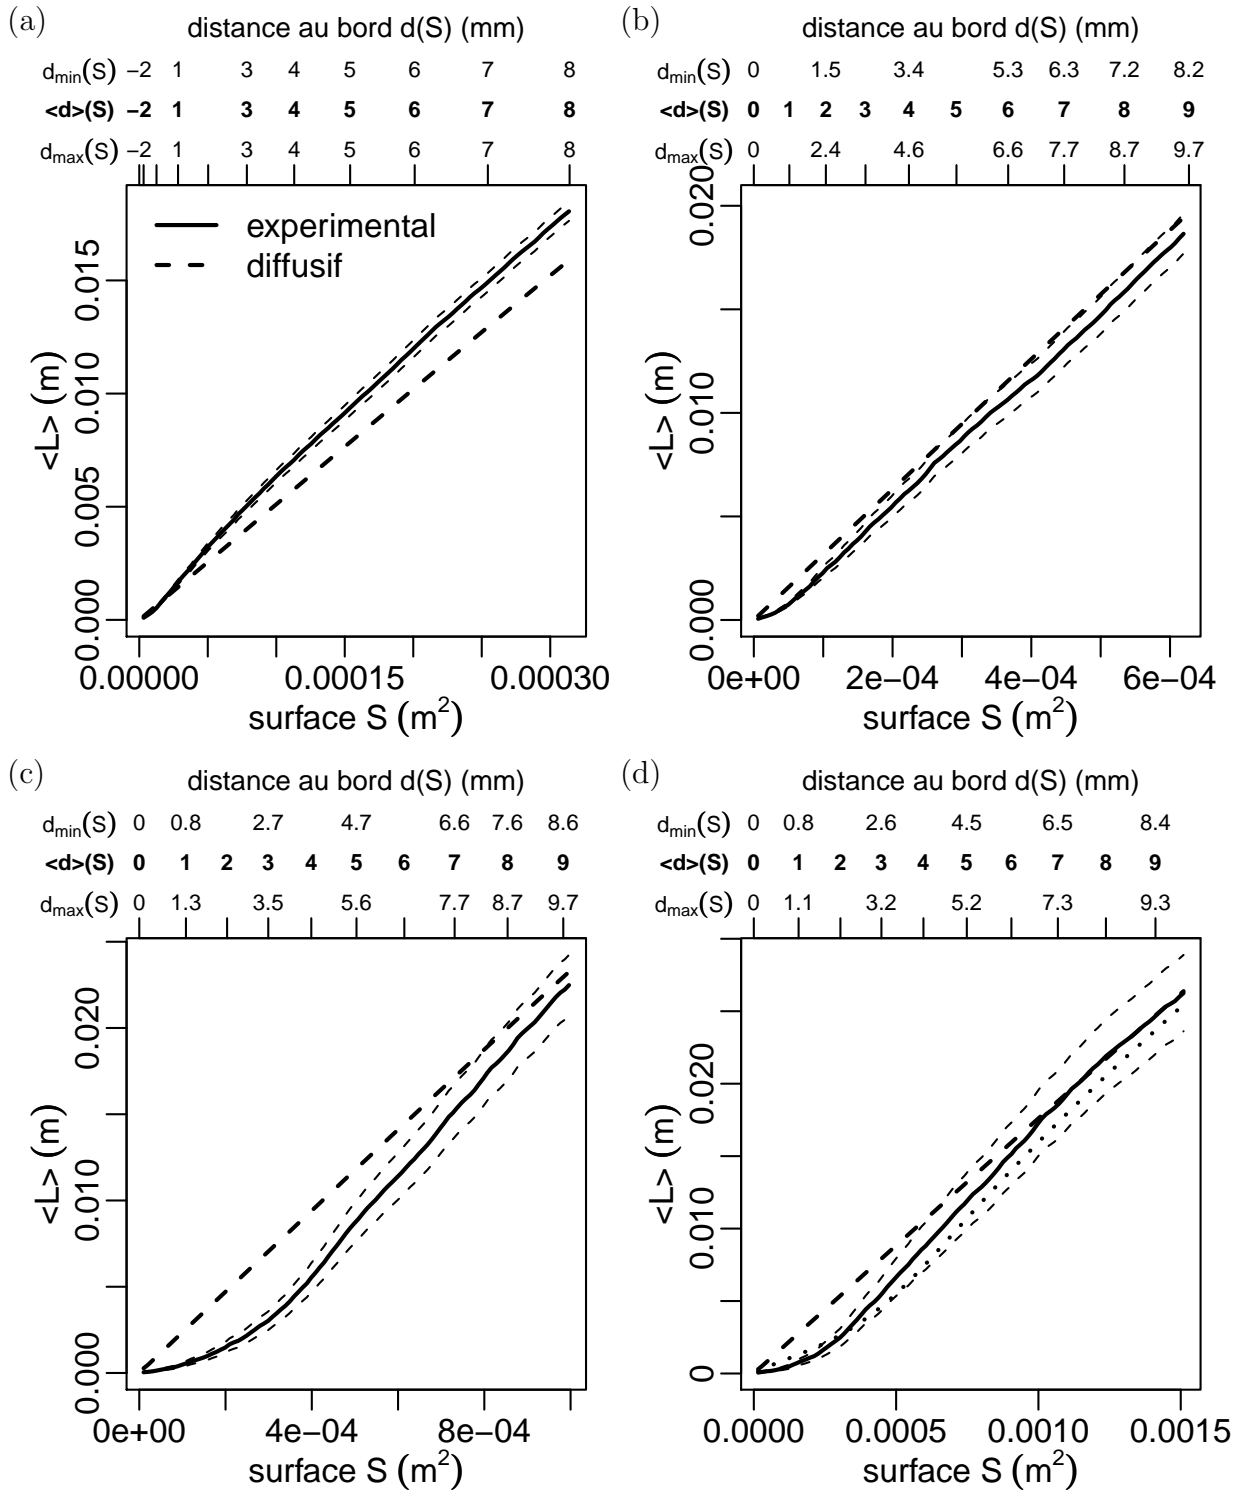 (a)
distance au bord d(S) (mm)
dmin(S) −2 1 3 4 5 6 7 8
<d>(S) −2 1 3 4 5 6 7 8
dmax(S) −2 1 3 4 5 6 7 8
experimental
diffusif
<L> (m)
0.015
0.010
0.005
0.000
0.00000 0.00015 0.00030
surface S (m²)
(b)
distance au bord d(S) (mm)
dmin(S) 0 1.5 3.4 5.3 6.3 7.2 8.2
<d>(S) 0 1 2 3 4 5 6 7 8 9
dmax(S) 0 2.4 4.6 6.6 7.7 8.7 9.7
<L> (m)
0.020
0.010
0.000
0e+00 2e−04 4e−04 6e−04
surface S (m²)
(c)
distance au bord d(S) (mm)
dmin(S) 0 0.8 2.7 4.7 6.6 7.6 8.6
<d>(S) 0 1 2 3 4 5 6 7 8 9
dmax(S) 0 1.3 3.5 5.6 7.7 8.7 9.7
<L> (m)
0.020
0.010
0.000
0e+00 4e−04 8e−04
surface S (m²)
(d)
distance au bord d(S) (mm)
dmin(S) 0 0.8 2.6 4.5 6.5 8.4
<d>(S) 0 1 2 3 4 5 6 7 8 9
dmax(S) 0 1.1 3.2 5.2 7.3 9.3
<L> (m)
0.020
0.010
0
0.0000 0.0005 0.0010 0.0015
surface S (m²)